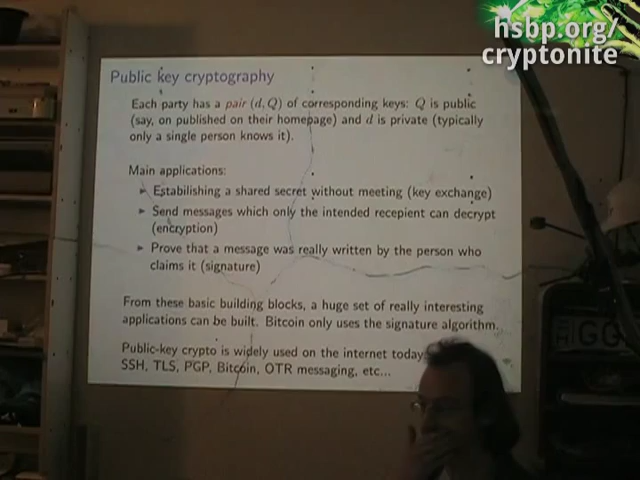 hsbp.org/
cryptonite
Public key cryptography
Each party has a pair (d, Q) of corresponding keys: Q is public
(say, on published on their homepage) and d is private (typically
only a single person knows it).
Main applications:
Estabilishing a shared secret without meeting (key exchange)
Send messages which only the intended recepient can decrypt
(encryption)
Prove that a message was really written by the person who
claims it (signature)
From these basic building blocks, a huge set of really interesting
applications can be built. Bitcoin only uses the signature algorithm.
Public-key crypto is widely used on the internet today
SSH, TLS, PGP, Bitcoin, OTR messaging, etc...